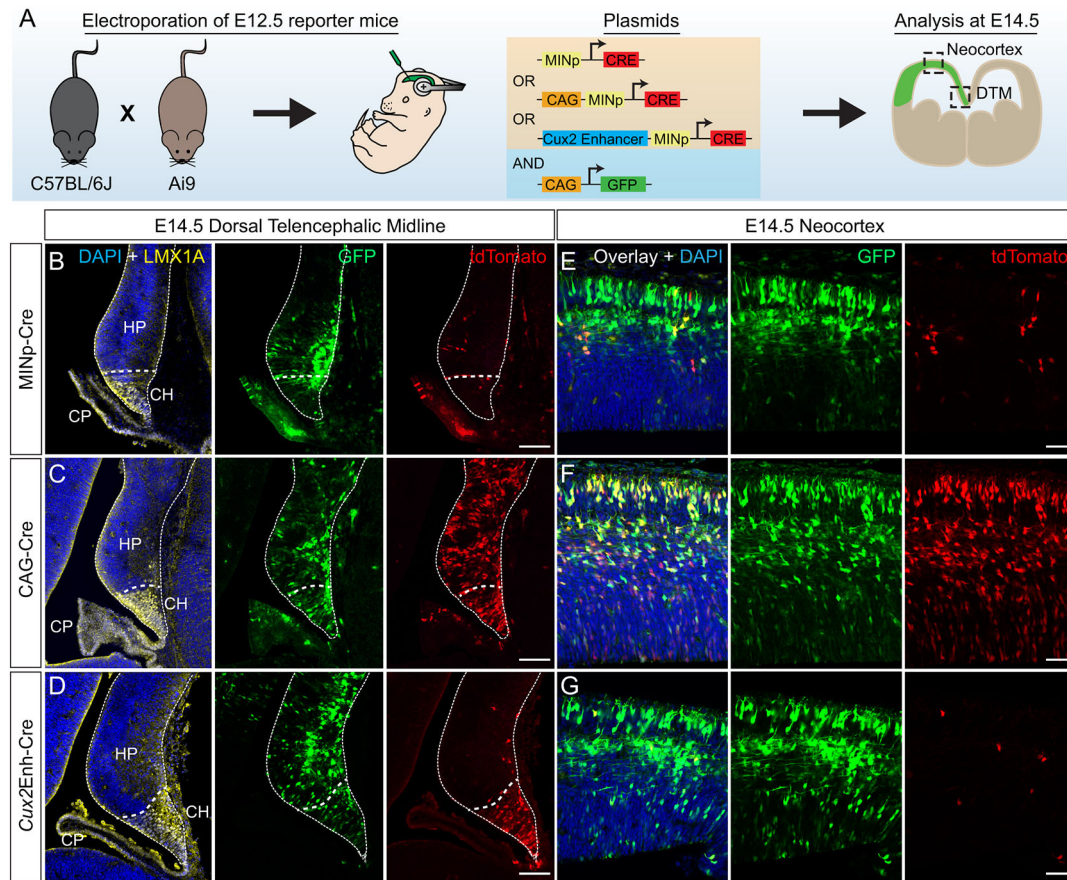 A
Electroporation of E12.5 reporter mice
Plasmids
Analysis at E14.5
C57BL/6J
X
Ai9
MINp CRE
OR
CAG MINp CRE
OR
Cux2 Enhancer MINp CRE
AND
CAG GFP
Neocortex
DTM
E14.5 Dorsal Telencephalic Midline
E14.5 Neocortex
MINp-Cre
B DAPI + LMX1A
HP
CH
CP
GFP
tdTomato
E Overlay + DAPI
GFP
tdTomato
CAG-Cre
C
HP
CH
CP
F
Cux2Enh-Cre
D
HP
CH
CP
G